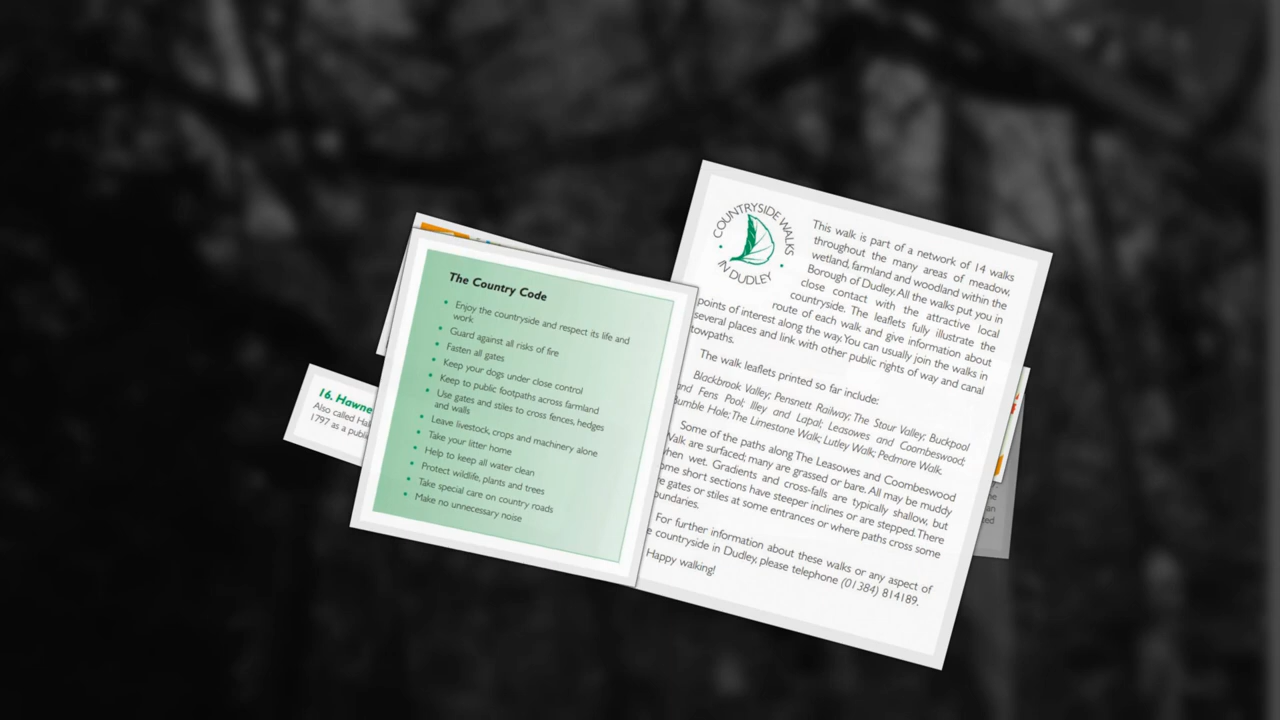 16. Hawne
Also called Hal
1797 as a publi
The Country Code
• Enjoy the countryside and respect its life and
work
• Guard against all risks of fire
• Fasten all gates
• Keep your dogs under close control
• Keep to public footpaths across farmland
• Use gates and stiles to cross fences, hedges
and walls
• Leave livestock, crops and machinery alone
• Take your litter home
• Help to keep all water clean
• Protect wildlife, plants and trees
• Take special care on country roads
• Make no unnecessary noise
COUNTRYSIDE WALKS
• IN DUDLEY •
This walk is part of a network of 14 walks
throughout the many areas of meadow,
wetland, farmland and woodland within the
Borough of Dudley. All the walks put you in
close contact with the attractive local
countryside. The leaflets fully illustrate the
route of each walk and give information about
points of interest along the way. You can usually join the walks in
several places and link with other public rights of way and canal
towpaths.
The walk leaflets printed so far include:
Blackbrook Valley; Pensnett Railway; The Stour Valley; Buckpool
and Fens Pool; Illey and Lapal; Leasowes and Coombeswood;
Bumble Hole; The Limestone Walk; Lutley Walk; Pedmore Walk.
Some of the paths along The Leasowes and Coombeswood
Walk are surfaced; many are grassed or bare. All may be muddy
when wet. Gradients and cross-falls are typically shallow, but
ome short sections have steeper inclines or are stepped. There
e gates or stiles at some entrances or where paths cross some
oundaries.
For further information about these walks or any aspect of
e countryside in Dudley, please telephone (01384) 814189.
Happy walking!
ne
an
ted